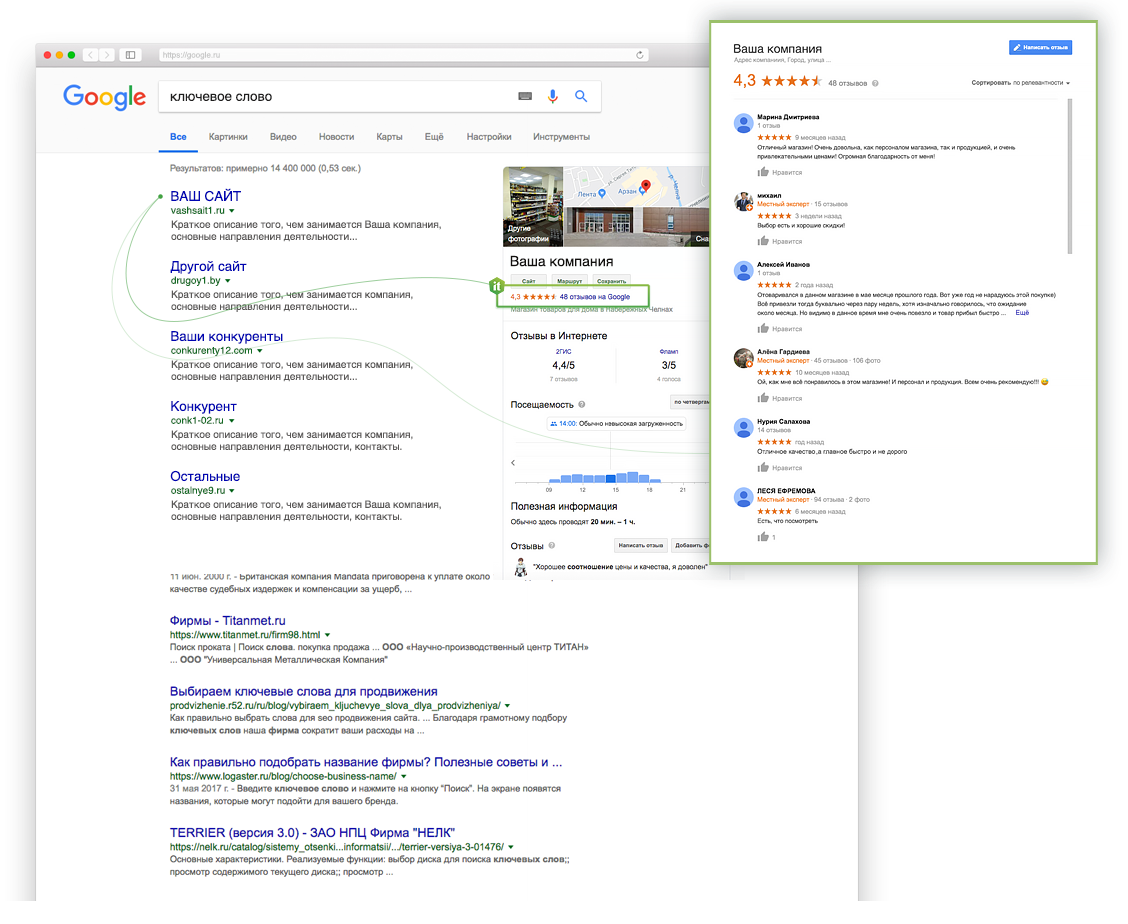 https://google.ru
Google
ключевое слово
Все
Картинки
Видео
Новости
Карты
Ещё
Настройки
Инструменты
Результатов: примерно 14 400 000 (0,53 сек.)
ВАШ САЙТ
vashsait1.ru
Краткое описание того, чем занимается Ваша компания,
основные направления деятельности...
Другой сайт
drugoy1.by
Краткое описание того, чем занимается компания,
основные направления деятельности...
Ваши конкуренты
conkurenty12.com
Краткое описание того, чем занимается компания,
основные направления деятельности...
Конкурент
conk1-02.ru
Краткое описание того, чем занимается компания,
основные направления деятельности, контакты.
Остальные
ostalnye9.ru
Краткое описание того, чем занимается Ваша компания,
основные направления деятельности, контакты.
11 июн. 2000 г. - Британская компания Mandata приговорена к уплате около
качестве судебных издержек и компенсации за ущерб, ...
Фирмы - Titanmet.ru
https://www.titanmet.ru/firm98.html
Поиск проката | Поиск слова. покупка продажа ... ООО «Научно-производственный центр ТИТАН»
... ООО "Универсальная Металлическая Компания"
Выбираем ключевые слова для продвижения
prodvizhenie.r52.ru/ru/blog/vybiraem_kljuchevye_slova_dlya_prodvizheniya/
Как правильно выбрать слова для seo продвижения сайта. ... Благодаря грамотному подбору
ключевых слов наша фирма сократит ваши расходы на ...
Как правильно подобрать название фирмы? Полезные советы и ...
https://www.logaster.ru/blog/choose-business-name/
31 мая 2017 г. - Введите ключевое слово и нажмите на кнопку "Поиск". На экране появятся
названия, которые могут подойти для вашего бренда.
TERRIER (версия 3.0) - ЗАО НПЦ Фирма "НЕЛК"
https://nelk.ru/catalog/sistemy_otsenki...informatsii/.../terrier-versiya-3-01476/
Основные характеристики. Реализуемые функции: выбор диска для поиска ключевых слов;;
просмотр содержимого текущего диска;; просмотр ...
Лента
Арзан
Другие
фотографии
Сна
Ваша компания
Сайт
Маршрут
Сохранить
it
4,3 ★★★★★ 48 отзывов на Google
Магазин товаров для дома в Набережных Челнах
Отзывы в Интернете
2ГИС
4,4/5
7 отзывов
Фламп
3/5
4 голоса
Посещаемость
по четвергам
14:00: Обычно невысокая загруженность
09 12 15 18 21
Полезная информация
Обычно здесь проводят 20 мин. – 1 ч.
Отзывы
Написать отзыв
Добавить ф
"Хорошее соотношение цены и качества, я доволен"
Ваша компания
Написать отзыв
Адрес компаниия, Город, улица ...
4,3 ★★★★★ 48 отзывов
Сортировать по релевантности
Марина Дмитриева
1 отзыв
★★★★★ 9 месяцев назад
Отличный магазин! Очень довольна, как персоналом магазина, так и продукцией, и очень
привлекательными ценами! Огромная благодарность от меня!
Нравится
михаил
Местный эксперт · 15 отзывов
★★★★★ 3 недели назад
Выбор есть и хорошие скидки!
Нравится
Алексей Иванов
1 отзыв
★★★★★ 2 года назад
Отоваривался в данном магазине в мае месяце прошлого года. Вот уже год не нарадуюсь этой покупке)
Всё привезли тогда буквально через пару недель, хотя изначально говорилось, что ожидание
около месяца. Но видимо в данное время мне очень повезло и товар прибыл быстро ... Ещё
Нравится
Алёна Гардиева
Местный эксперт · 45 отзывов · 106 фото
★★★★★ 10 месяцев назад
Ой, как мне всё понравилось в этом магазине! И персонал и продукция. Всем очень рекомендую!!! 😅
Нравится
Нурия Салахова
14 отзывов
★★★★★ год назад
Отличное качество,а главное быстро и не дорого
Нравится
ЛЕСЯ ЕФРЕМОВА
Местный эксперт · 94 отзыва · 2 фото
★★★★★ 6 месяцев назад
Есть, что посмотреть
1